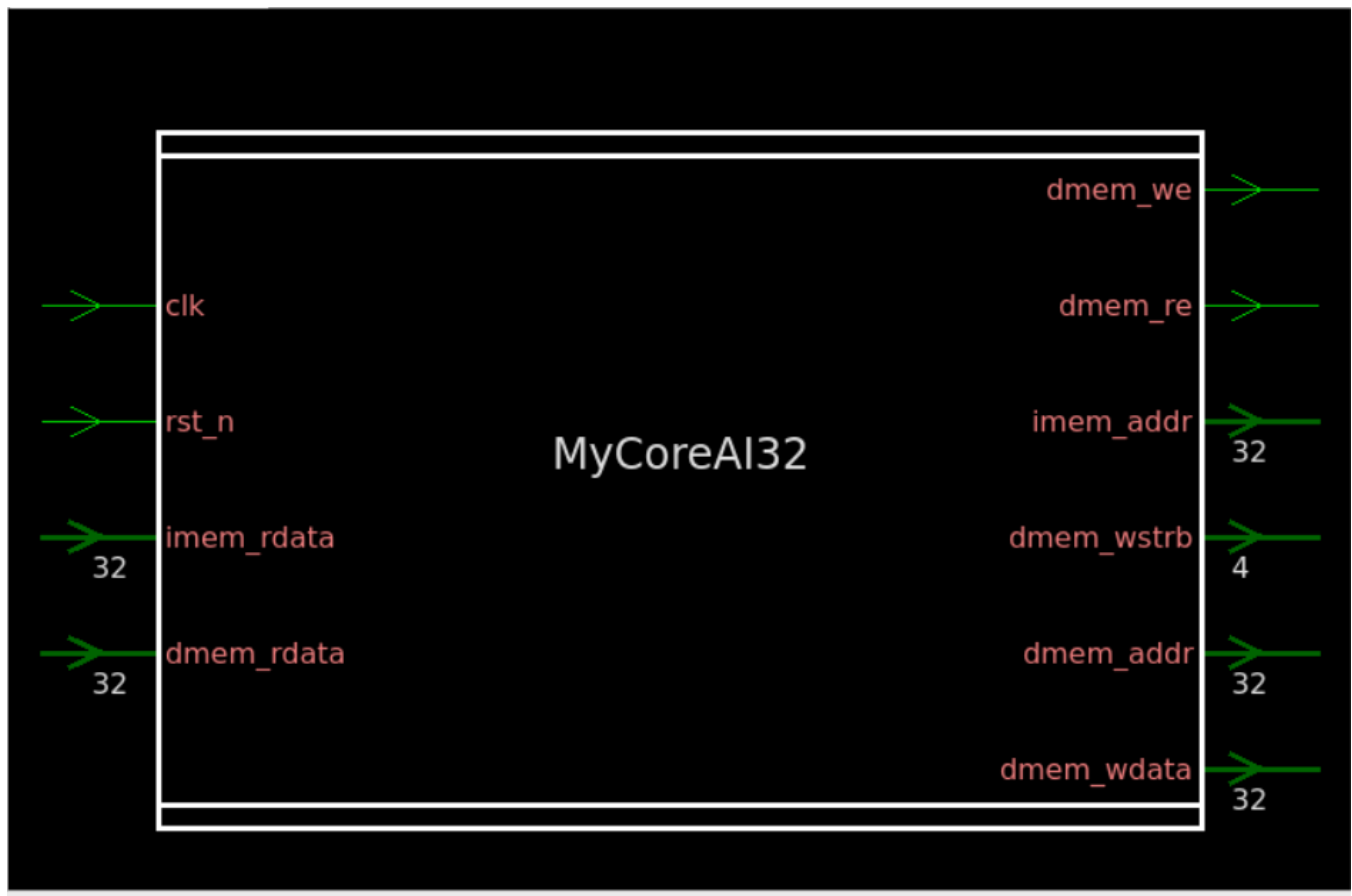 dmem_we
clk
dmem_re
rst_n
imem_addr
32
MyCoreAI32
imem_rdata
32
dmem_wstrb
4
dmem_rdata
32
dmem_addr
32
dmem_wdata
32